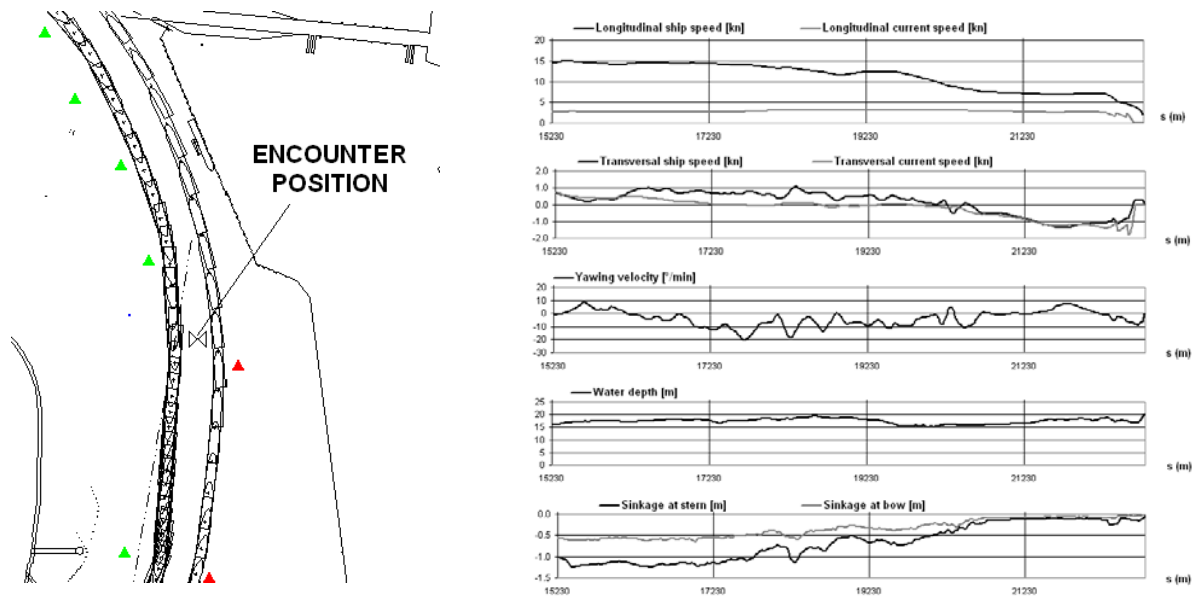 ENCOUNTER
POSITION
Longitudinal ship speed [kn] Longitudinal current speed [kn]
20
15
10
5
0
15230 17230 19230 21230 s (m)
Transversal ship speed [kn] Transversal current speed [kn]
2.0
1.0
0.0
-1.0
-2.0
15230 17230 19230 21230 s (m)
Yawing velocity [°/min]
20
10
0
-10
-20
-30
15230 17230 19230 21230 s (m)
Water depth [m]
25
20
15
10
5
0
15230 17230 19230 21230 s (m)
Sinkage at stern [m] Sinkage at bow [m]
0.0
-0.5
-1.0
-1.5
15230 17230 19230 21230 s (m)